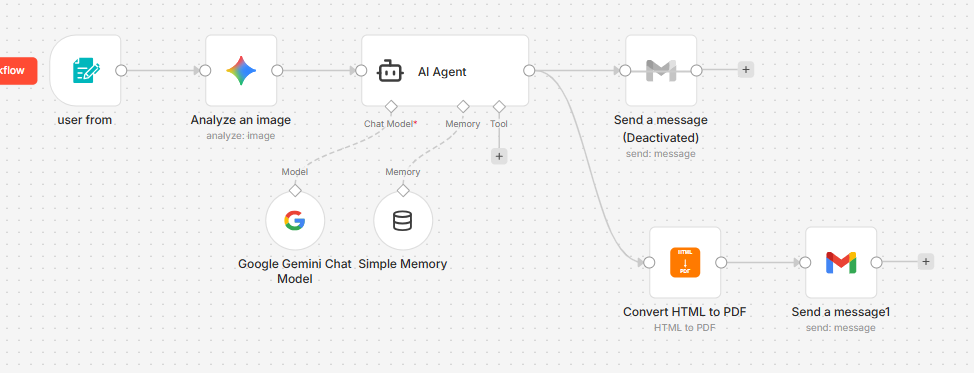 kflow
AI Agent
user from
Analyze an image
analyze: image
Chat Model*
Memory
Tool
+
Send a message
(Deactivated)
send: message
+
Model
Memory
Google Gemini Chat
Model
Simple Memory
HTML
PDF
Convert HTML to PDF
HTML to PDF
Send a message1
send: message
+